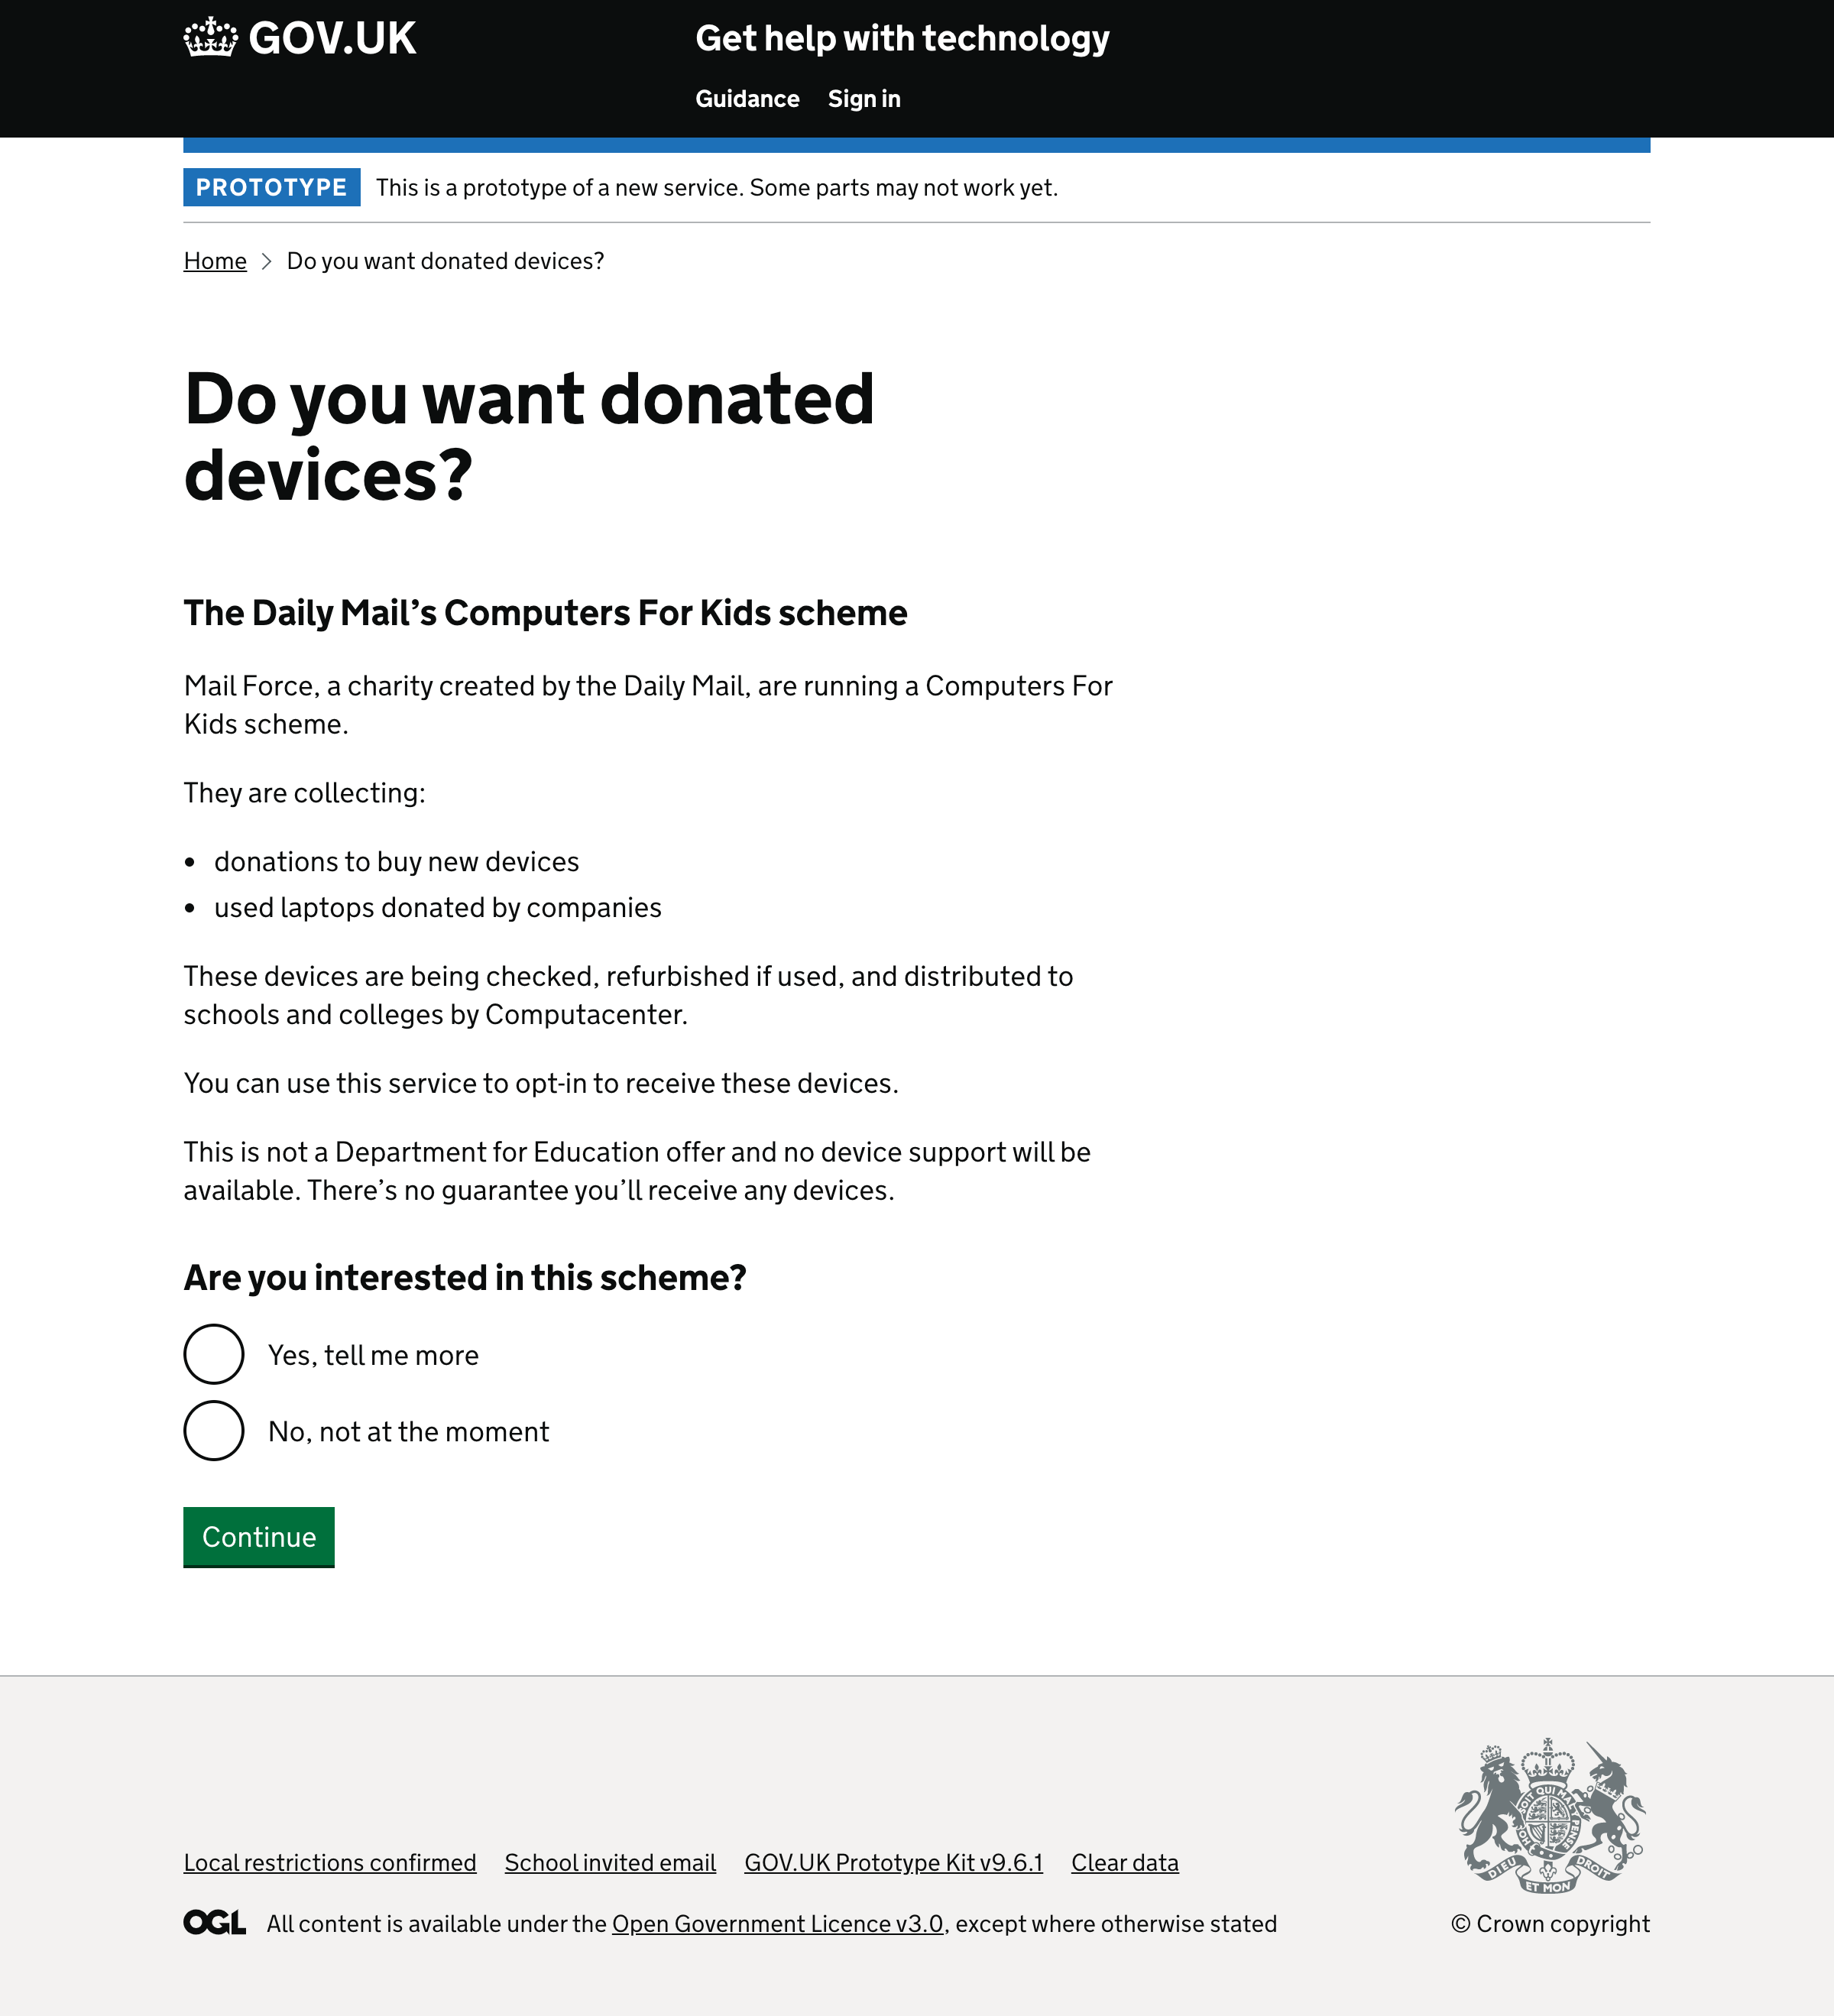 GOV.UK
Get help with technology
Guidance Sign in
PROTOTYPE This is a prototype of a new service. Some parts may not work yet.
Home Do you want donated devices?
Do you want donated
devices?
The Daily Mail’s Computers For Kids scheme
Mail Force, a charity created by the Daily Mail, are running a Computers For
Kids scheme.
They are collecting:
• donations to buy new devices
• used laptops donated by companies
These devices are being checked, refurbished if used, and distributed to
schools and colleges by Computacenter.
You can use this service to opt-in to receive these devices.
This is not a Department for Education offer and no device support will be
available. There’s no guarantee you’ll receive any devices.
Are you interested in this scheme?
Yes, tell me more
No, not at the moment
Continue
SOIT QUI MAL
DIEU ET MON DROIT
Local restrictions confirmed School invited email GOV.UK Prototype Kit v9.6.1 Clear data
OGL All content is available under the Open Government Licence v3.0, except where otherwise stated
© Crown copyright